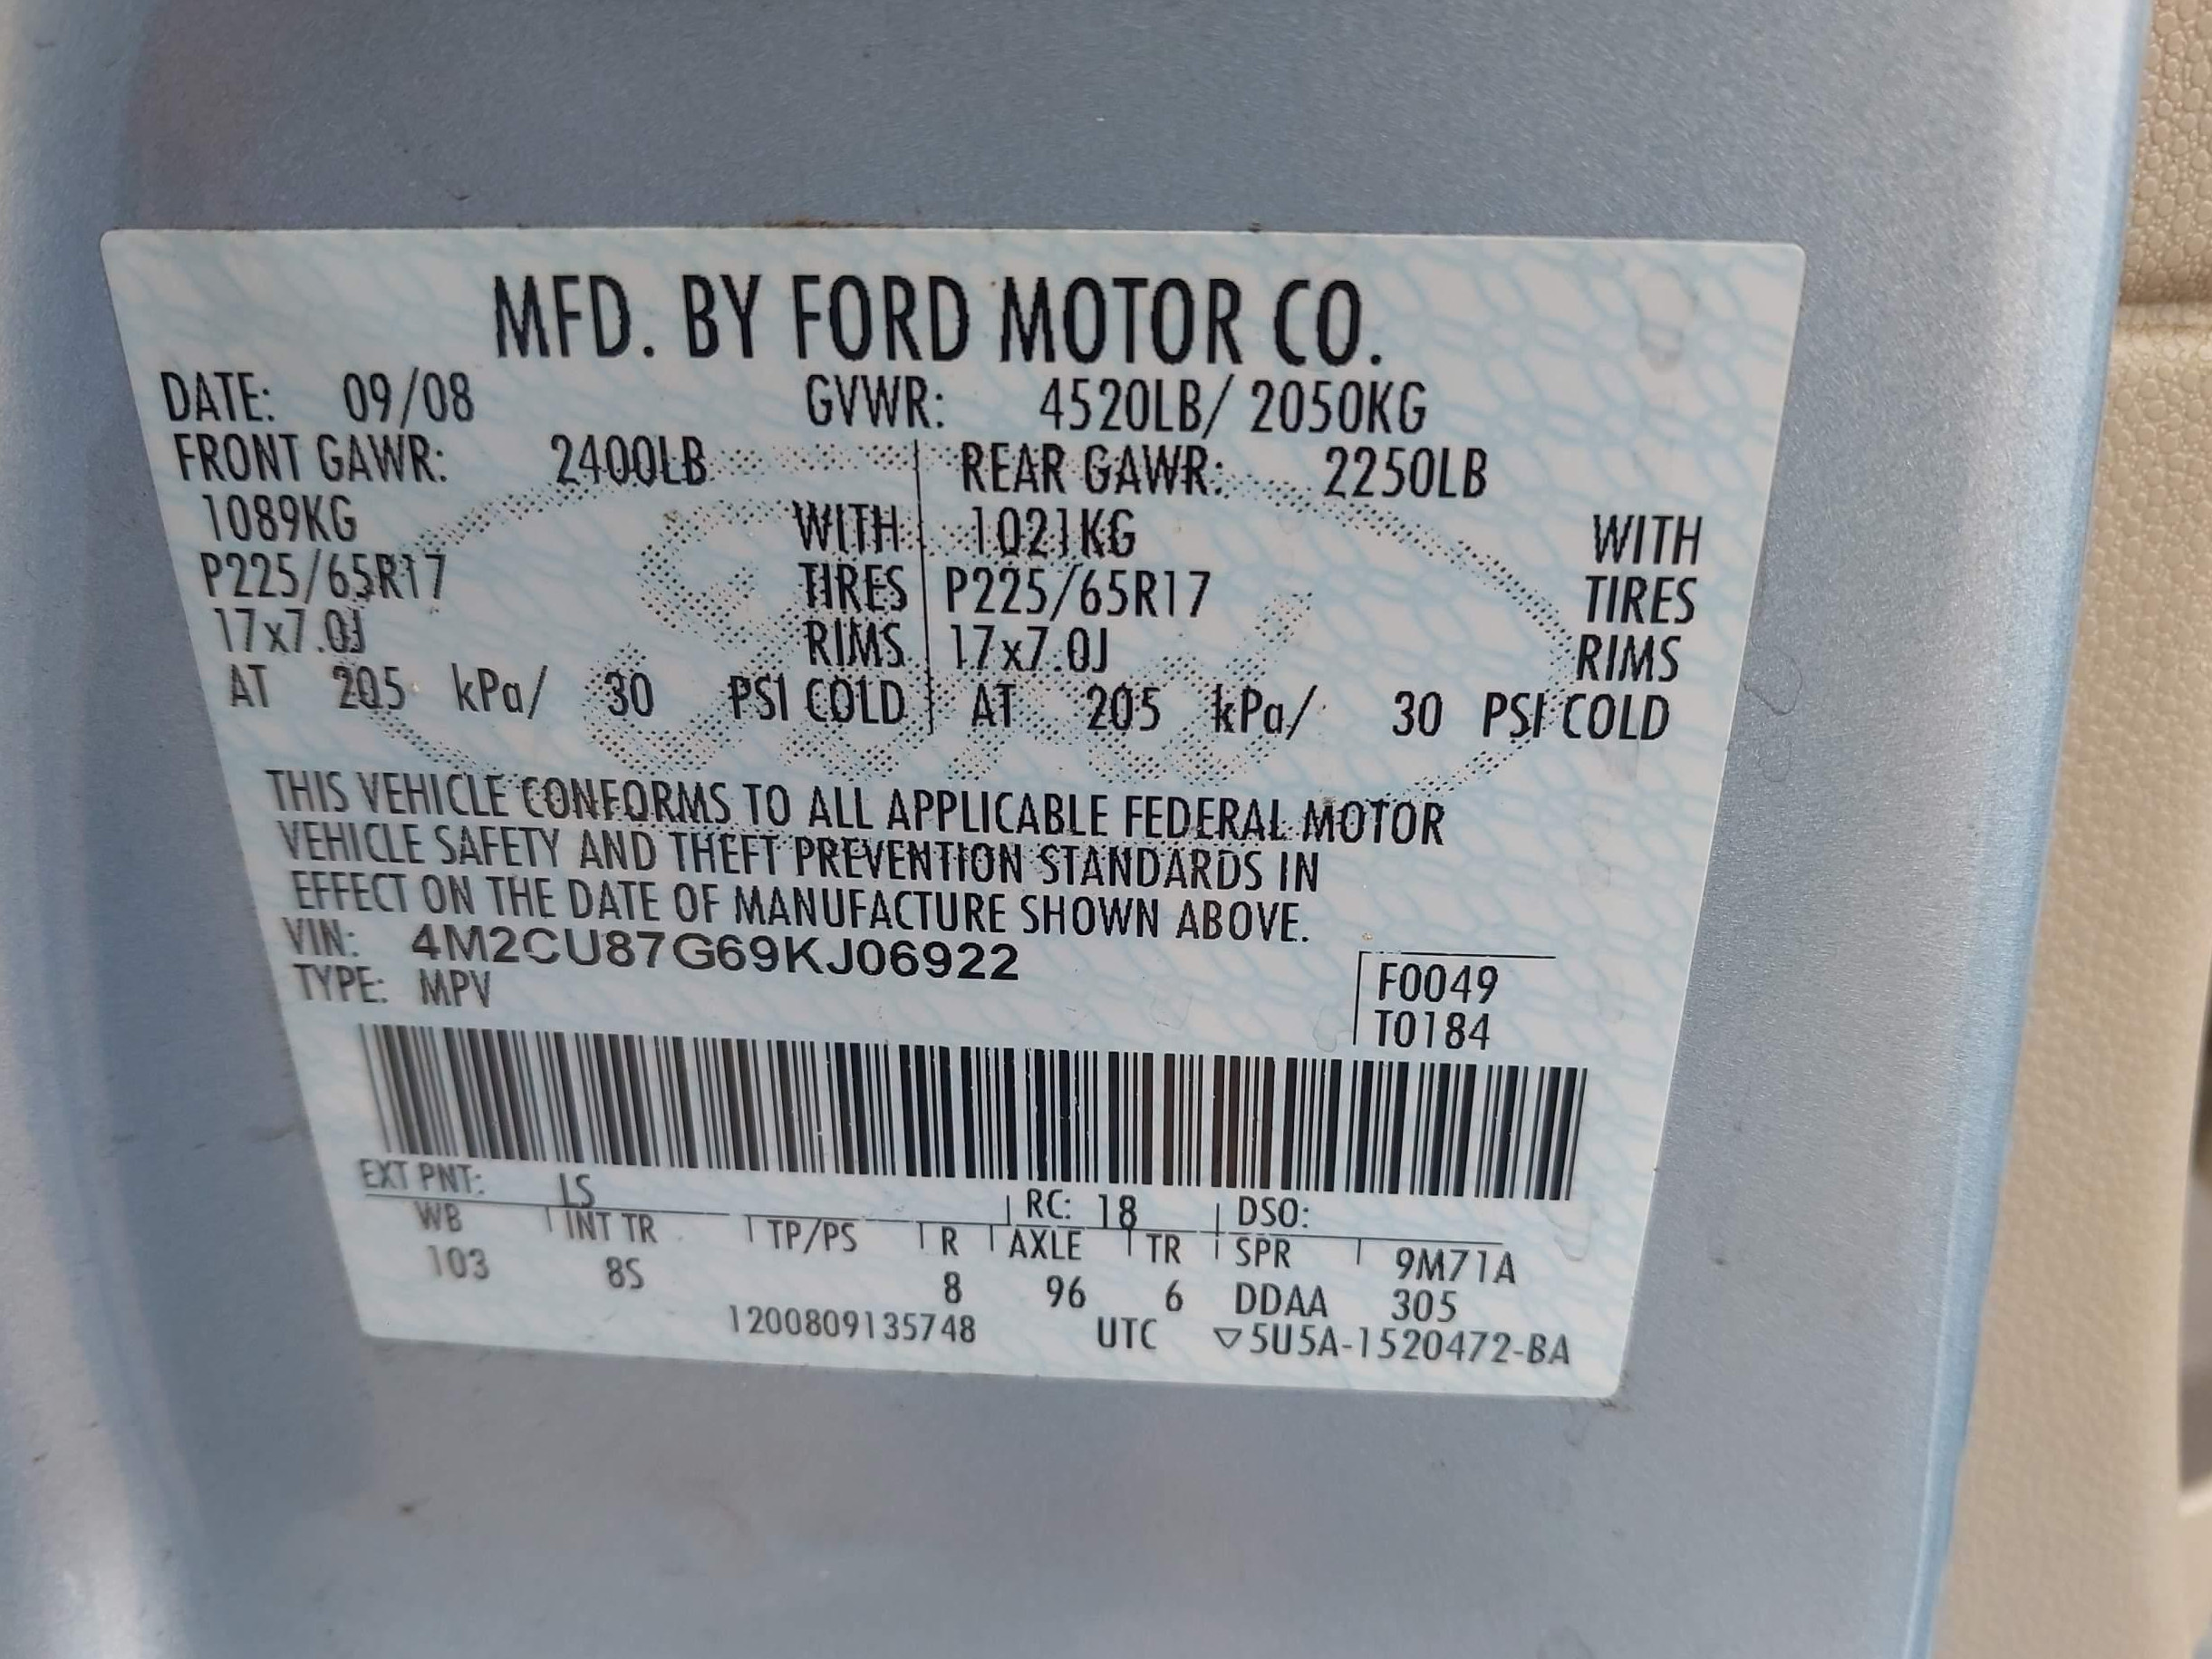 MFD. BY FORD MOTOR CO.
DATE: 09/08 GVWR: 4520LB/ 2050KG
FRONT GAWR: 2400LB REAR GAWR: 2250LB
1089KG WITH 1021KG WITH
P225/65R17 TIRES P225/65R17 TIRES
17x7.0J RIMS 17x7.0J RIMS
AT 205 kPa/ 30 PSI COLD AT 205 kPa/ 30 PSI COLD
THIS VEHICLE CONFORMS TO ALL APPLICABLE FEDERAL MOTOR
VEHICLE SAFETY AND THEFT PREVENTION STANDARDS IN
EFFECT ON THE DATE OF MANUFACTURE SHOWN ABOVE.
VIN: 4M2CU87G69KJ06922
TYPE: MPV
F0049
T0184
EXT PNT: LS RC: 18 DSO:
WB INT TR TP/PS R AXLE TR SPR 9M71A
103 8S 8 96 6 DDAA 305
1200809135748 UTC ▽5U5A-1520472-BA